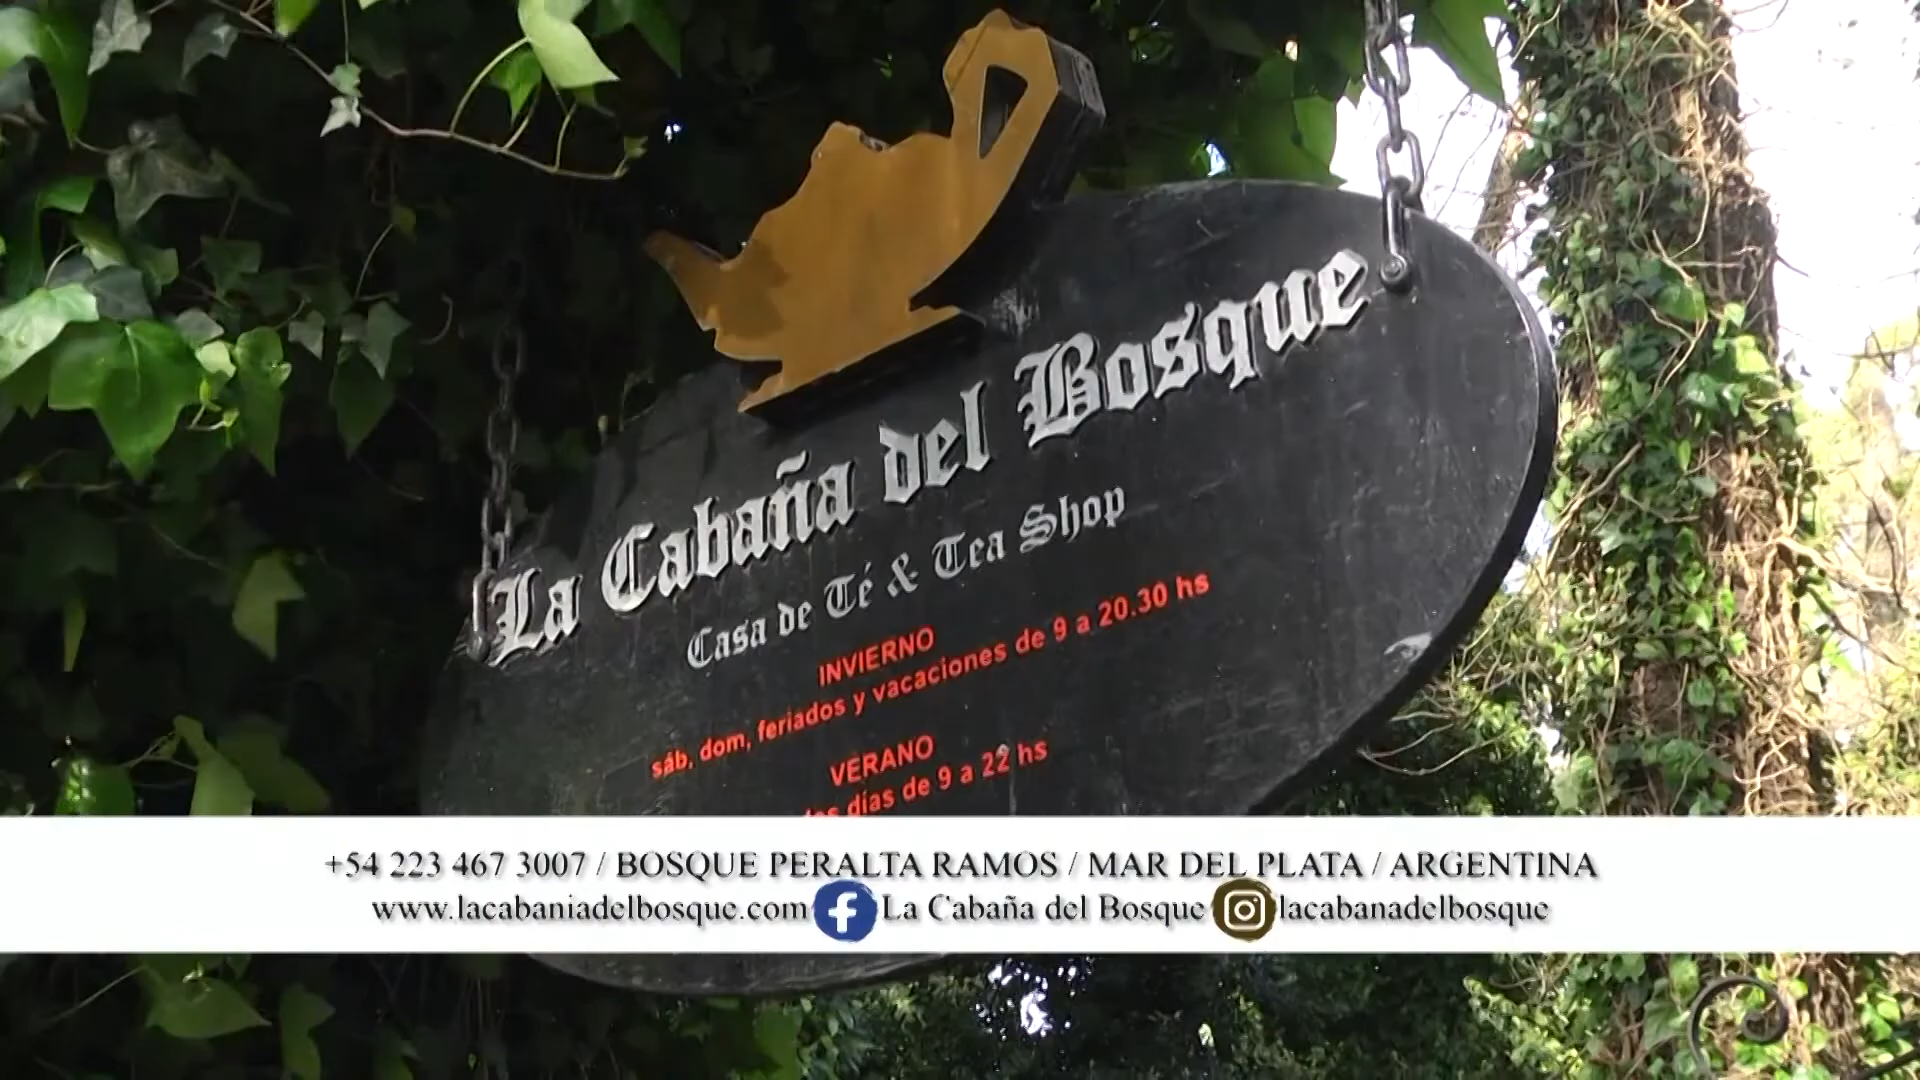 La Cabaña del Bosque
Casa de Té & Tea Shop
INVIERNO
sáb, dom, feriados y vacaciones de 9 a 20.30 hs
VERANO
días de 9 a 22 hs
+54 223 467 3007 / BOSQUE PERALTA RAMOS / MAR DEL PLATA / ARGENTINA
www.lacabaniadelbosque.com La Cabaña del Bosque lacabanadelbosque